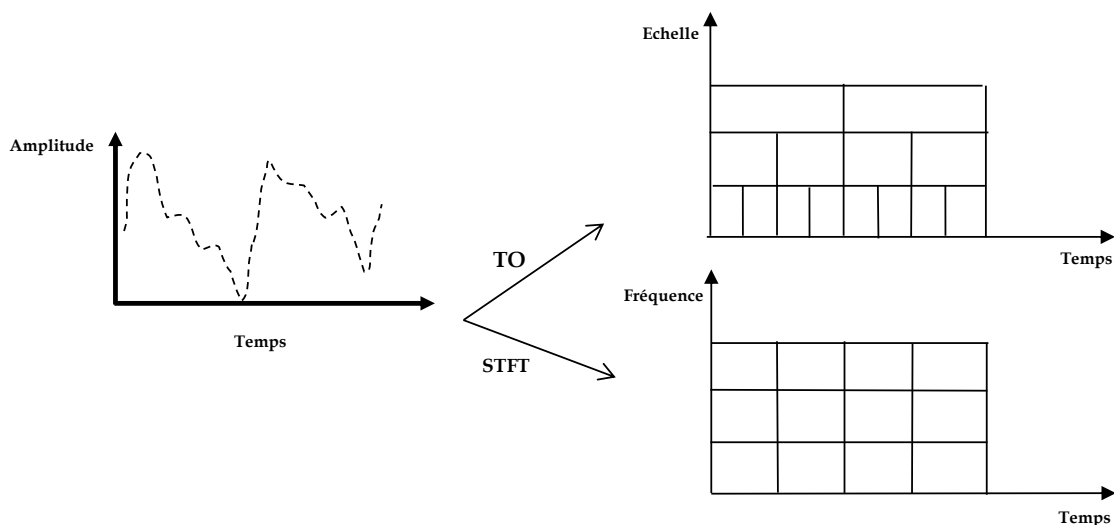 Amplitude
Temps
TO
STFT
Echelle
Temps
Fréquence
Temps